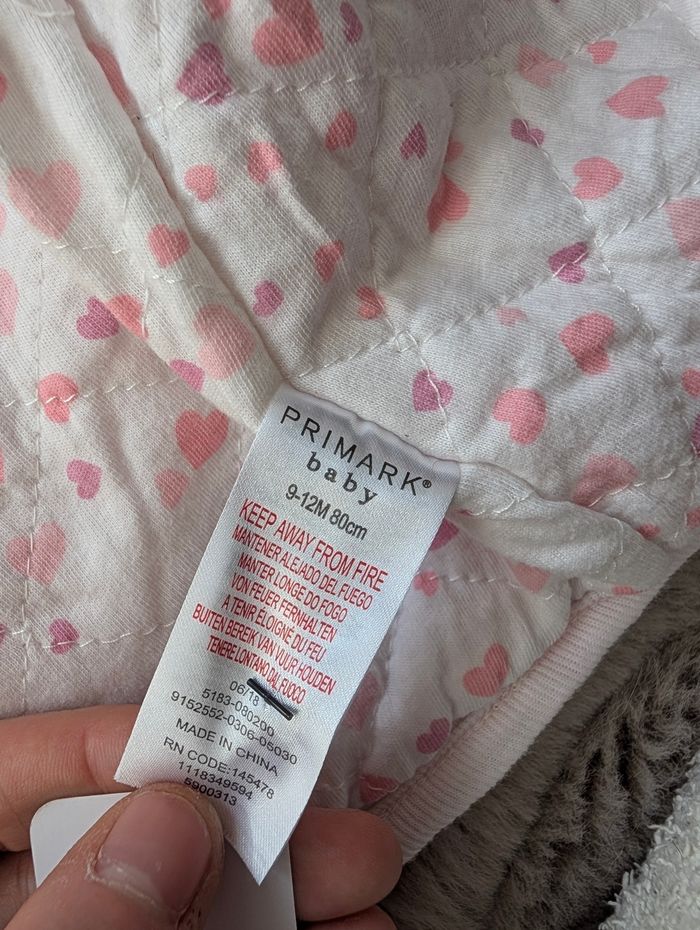 PRIMARK®
baby
9-12M 80cm
KEEP AWAY FROM FIRE
MANTENER ALEJADO DEL FUEGO
MANTER LONGE DO FOGO
VON FEUER FERNHALTEN
À TENIR ÉLOIGNÉ DU FEU
BUITEN BEREIK VAN VUUR HOUDEN
TENERE LONTANO DAL FUOCO
06/18
5183-080200
9152552-0306-05030
MADE IN CHINA
RN CODE: 145478
1118349594
5900313